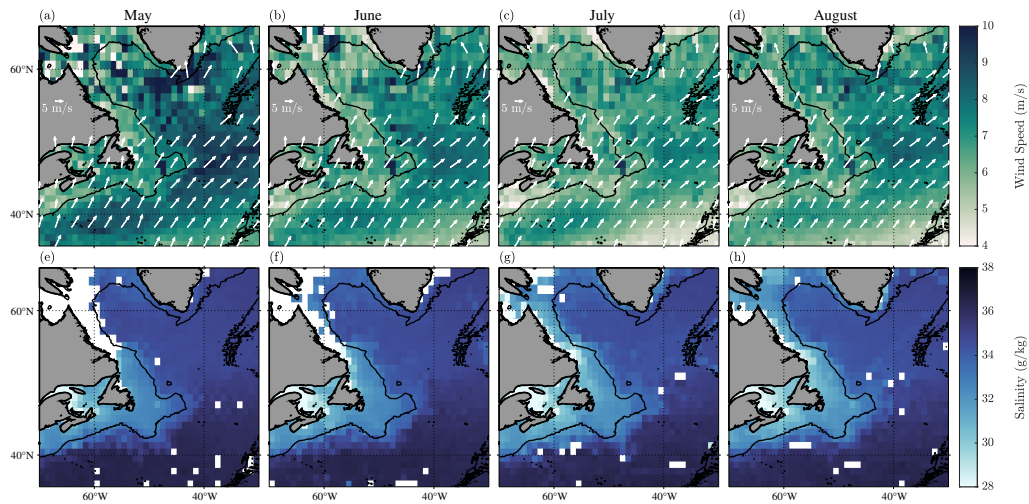 (a) May (b) June (c) July (d) August
60°N
5 m/s 5 m/s 5 m/s 5 m/s
40°N
10
9
8
7
6
5
4
Wind Speed (m/s)
(e) (f) (g) (h)
60°N
40°N
60°W 40°W 60°W 40°W 60°W 40°W 60°W 40°W
38
36
34
32
30
28
Salinity (g/kg)